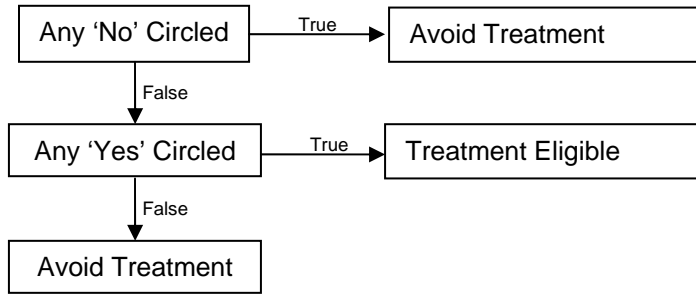 Any ‘No’ Circled
True
Avoid Treatment
False
Any ‘Yes’ Circled
True
Treatment Eligible
False
Avoid Treatment